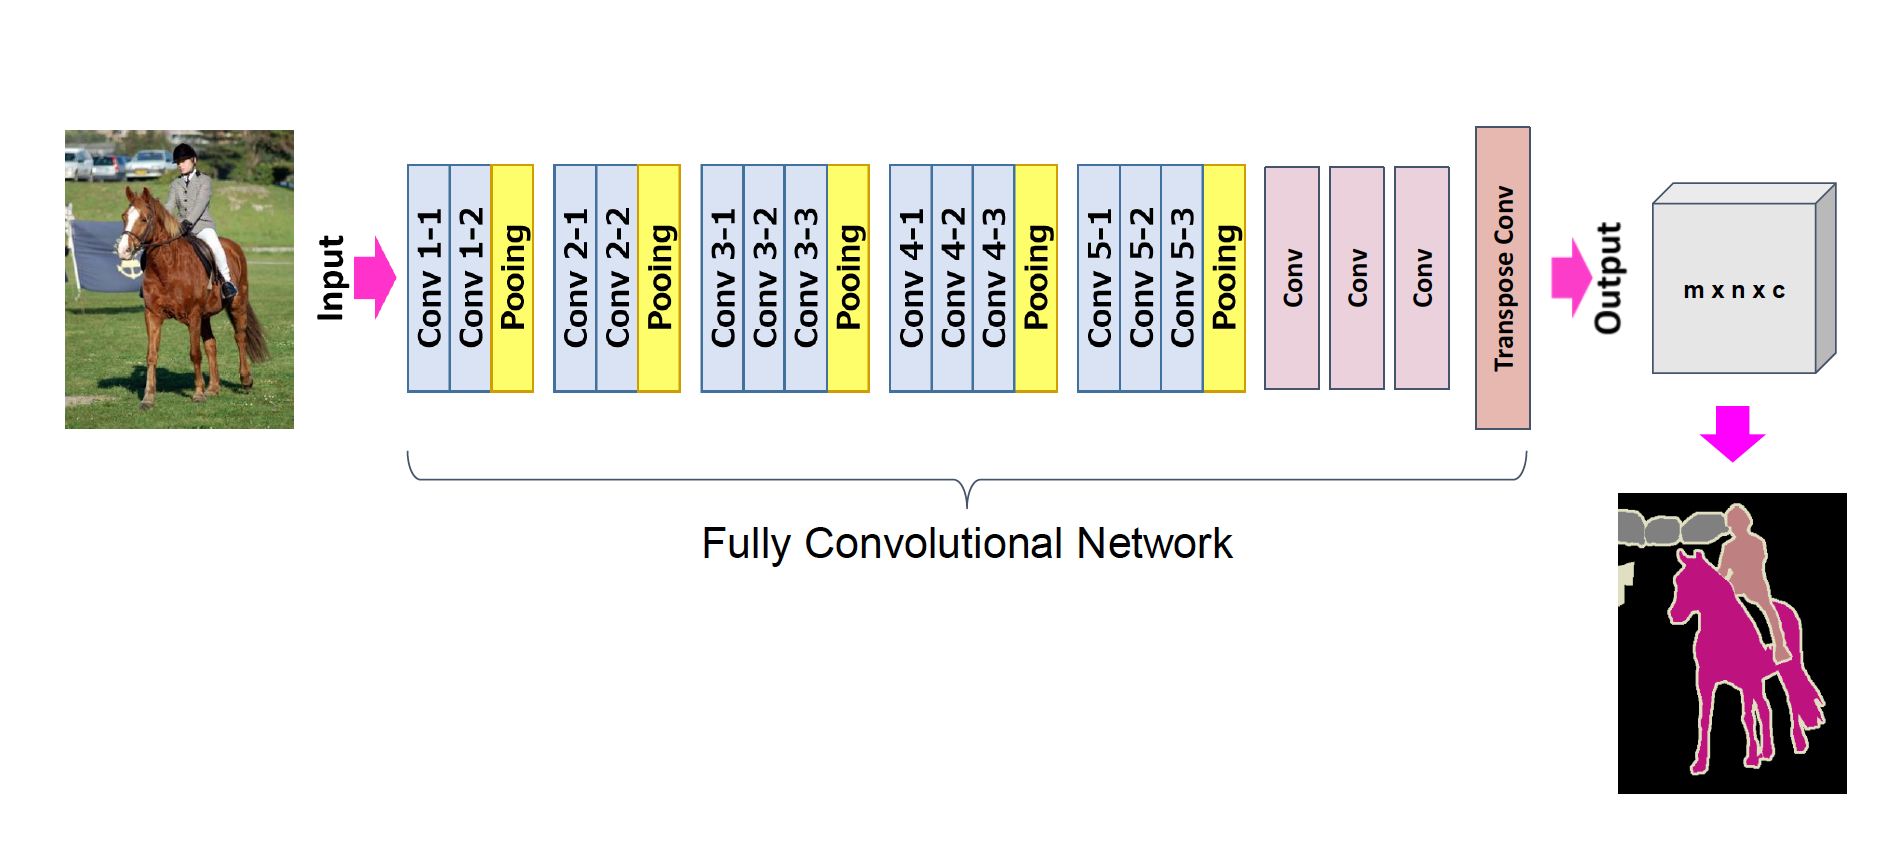 Input
Conv 1-1
Conv 1-2
Pooing
Conv 2-1
Conv 2-2
Pooing
Conv 3-1
Conv 3-2
Conv 3-3
Pooing
Conv 4-1
Conv 4-2
Conv 4-3
Pooing
Conv 5-1
Conv 5-2
Conv 5-3
Pooing
Conv
Conv
Conv
Transpose Conv
Output
m x n x c
Fully Convolutional Network